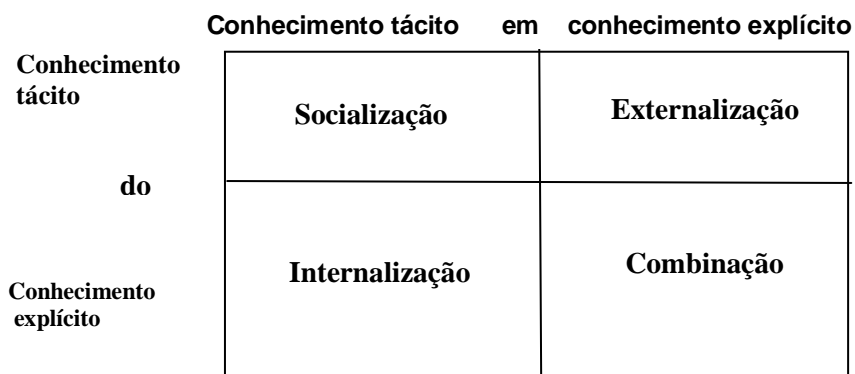 Conhecimento tácito em conhecimento explícito
Conhecimento
tácito
Socialização Externalização
do
Internalização Combinação
Conhecimento
explícito